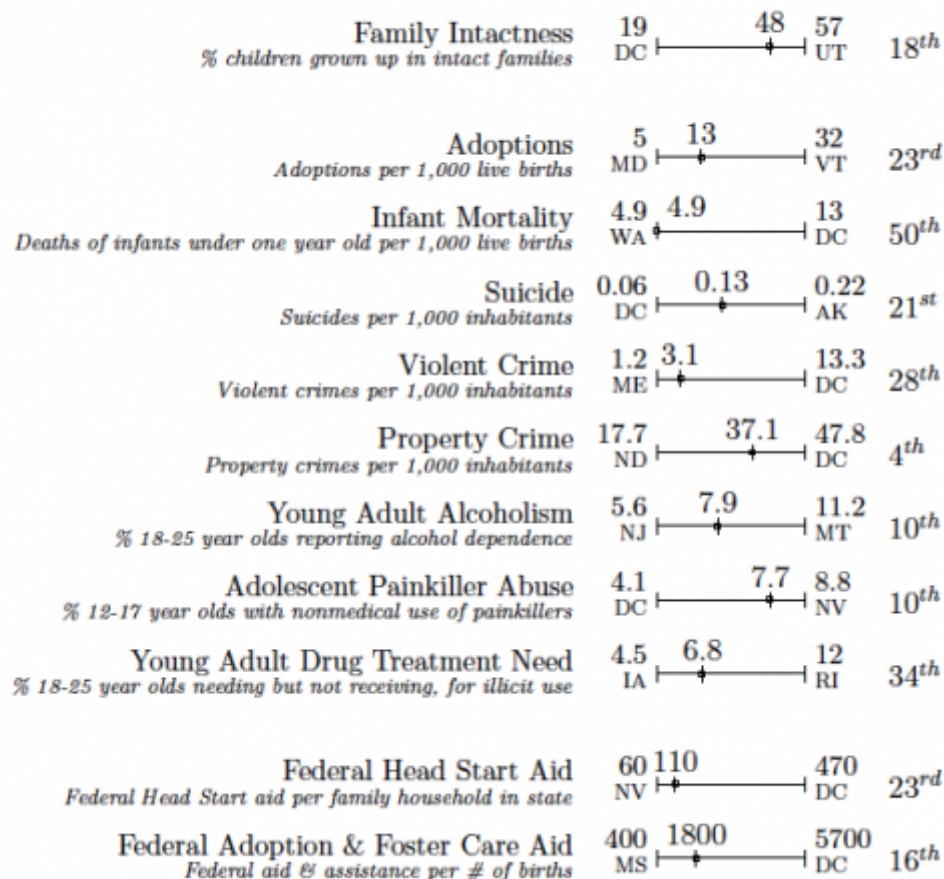 Family Intactness 19 48 57 18th
% children grown up in intact families DC UT
Adoptions 5 13 32 23rd
Adoptions per 1,000 live births MD VT
Infant Mortality 4.9 4.9 13 50th
Deaths of infants under one year old per 1,000 live births WA DC
Suicide 0.06 0.13 0.22 21st
Suicides per 1,000 inhabitants DC AK
Violent Crime 1.2 3.1 13.3 28th
Violent crimes per 1,000 inhabitants ME DC
Property Crime 17.7 37.1 47.8 4th
Property crimes per 1,000 inhabitants ND DC
Young Adult Alcoholism 5.6 7.9 11.2 10th
% 18-25 year olds reporting alcohol dependence NJ MT
Adolescent Painkiller Abuse 4.1 7.7 8.8 10th
% 12-17 year olds with nonmedical use of painkillers DC NV
Young Adult Drug Treatment Need 4.5 6.8 12 34th
% 18-25 year olds needing but not receiving, for illicit use IA RI
Federal Head Start Aid 60 110 470 23rd
Federal Head Start aid per family household in state NV DC
Federal Adoption & Foster Care Aid 400 1800 5700 16th
Federal aid & assistance per # of births MS DC